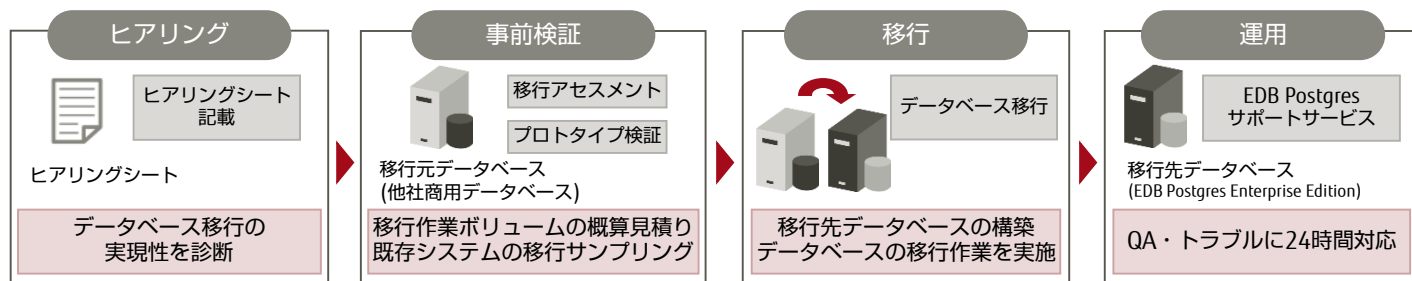 ヒアリング
ヒアリングシート
記載
ヒアリングシート
データベース移行の
実現性を診断
事前検証
移行アセスメント
プロトタイプ検証
移行元データベース
(他社商用データベース)
移行作業ボリュームの概算見積り
既存システムの移行サンプリング
移行
データベース移行
移行先データベースの構築
データベースの移行作業を実施
運用
EDB Postgres
サポートサービス
移行先データベース
(EDB Postgres Enterprise Edition)
QA・トラブルに24時間対応